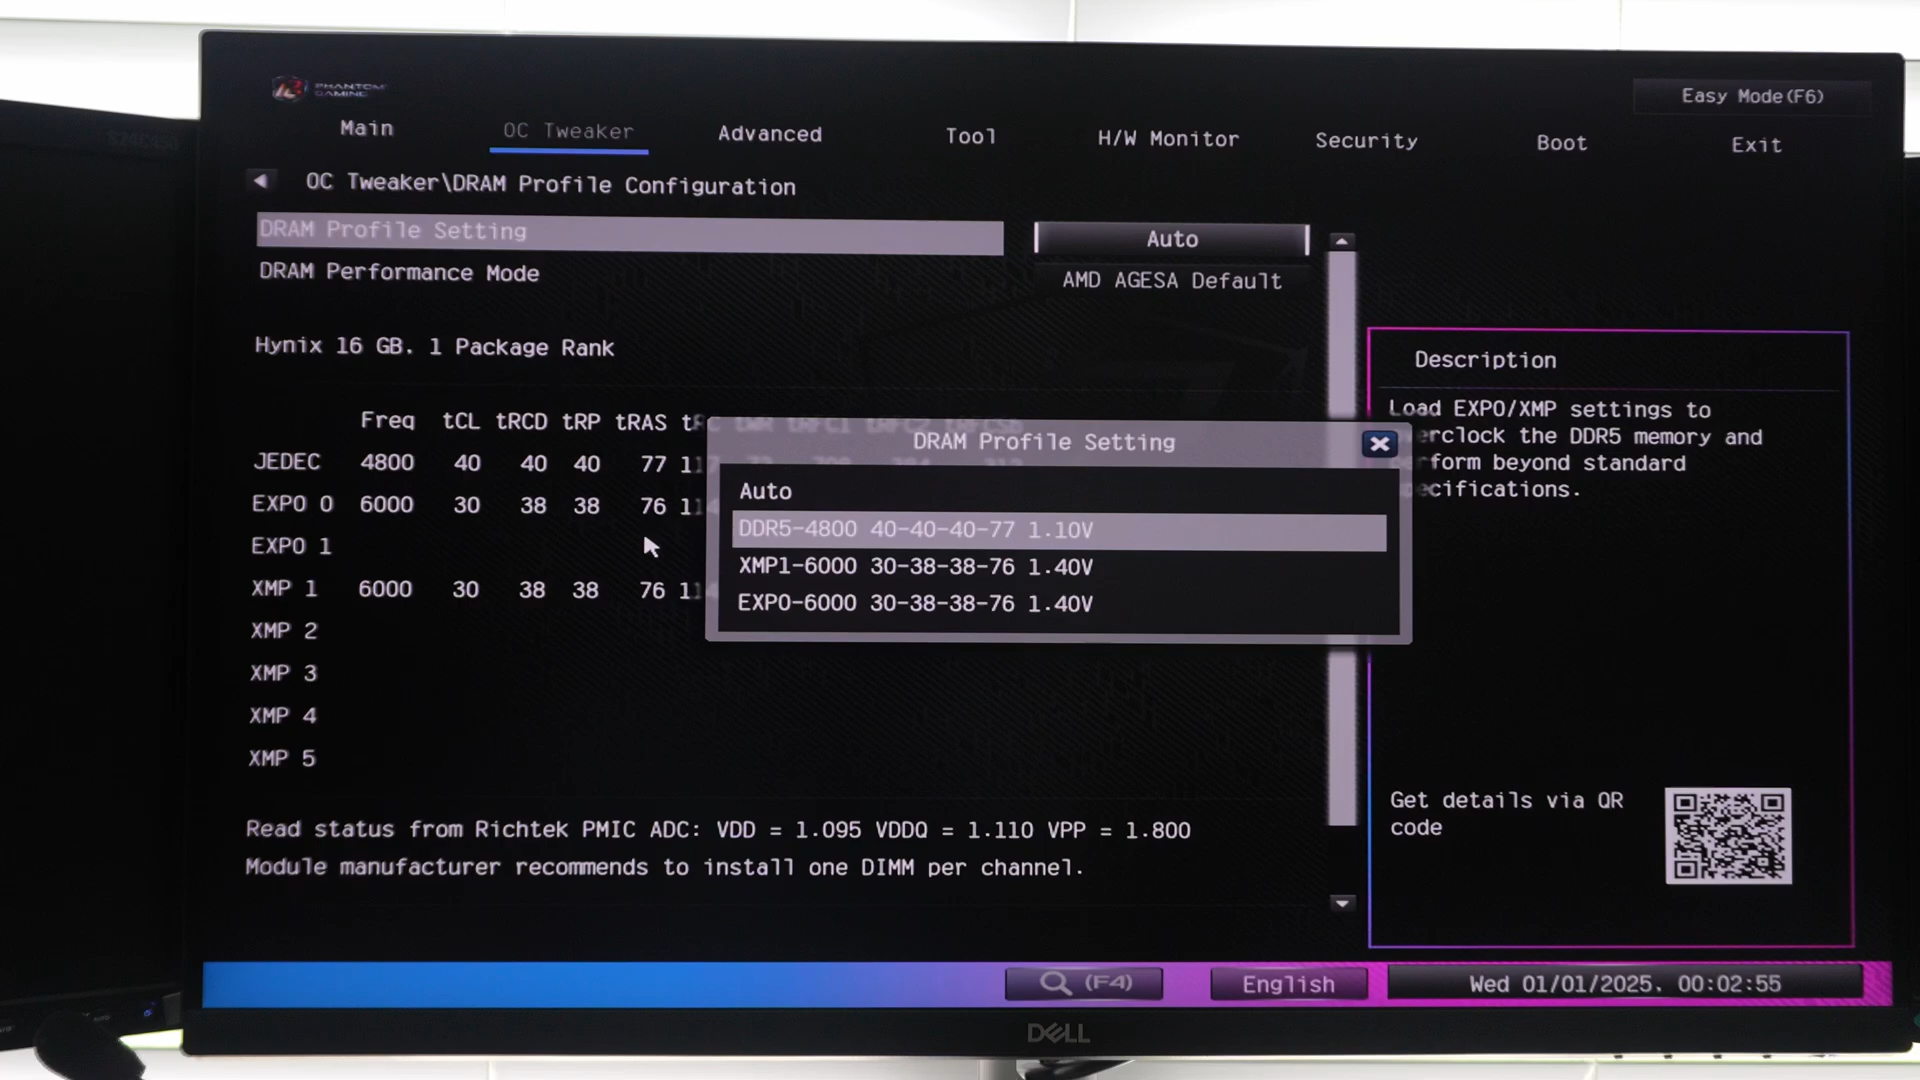 PHANTOM GAMING
Easy Mode(F6)
Main OC Tweaker Advanced Tool H/W Monitor Security Boot Exit
OC Tweaker\DRAM Profile Configuration
DRAM Profile Setting Auto
DRAM Performance Mode AMD AGESA Default
Hynix 16 GB. 1 Package Rank
Freq tCL tRCD tRP tRAS
JEDEC 4800 40 40 40 77
EXPO 0 6000 30 38 38 76
EXPO 1
XMP 1 6000 30 38 38 76
XMP 2
XMP 3
XMP 4
XMP 5
DRAM Profile Setting
Auto
DDR5-4800 40-40-40-77 1.10V
XMP1-6000 30-38-38-76 1.40V
EXPO-6000 30-38-38-76 1.40V
Description
Load EXPO/XMP settings to
the DDR5 memory and
beyond standard
Read status from Richtek PMIC ADC: VDD = 1.095 VDDQ = 1.110 VPP = 1.800
Module manufacturer recommends to install one DIMM per channel.
Get details via QR
code
(F4) English Wed 01/01/2025. 00:02:55
DELL